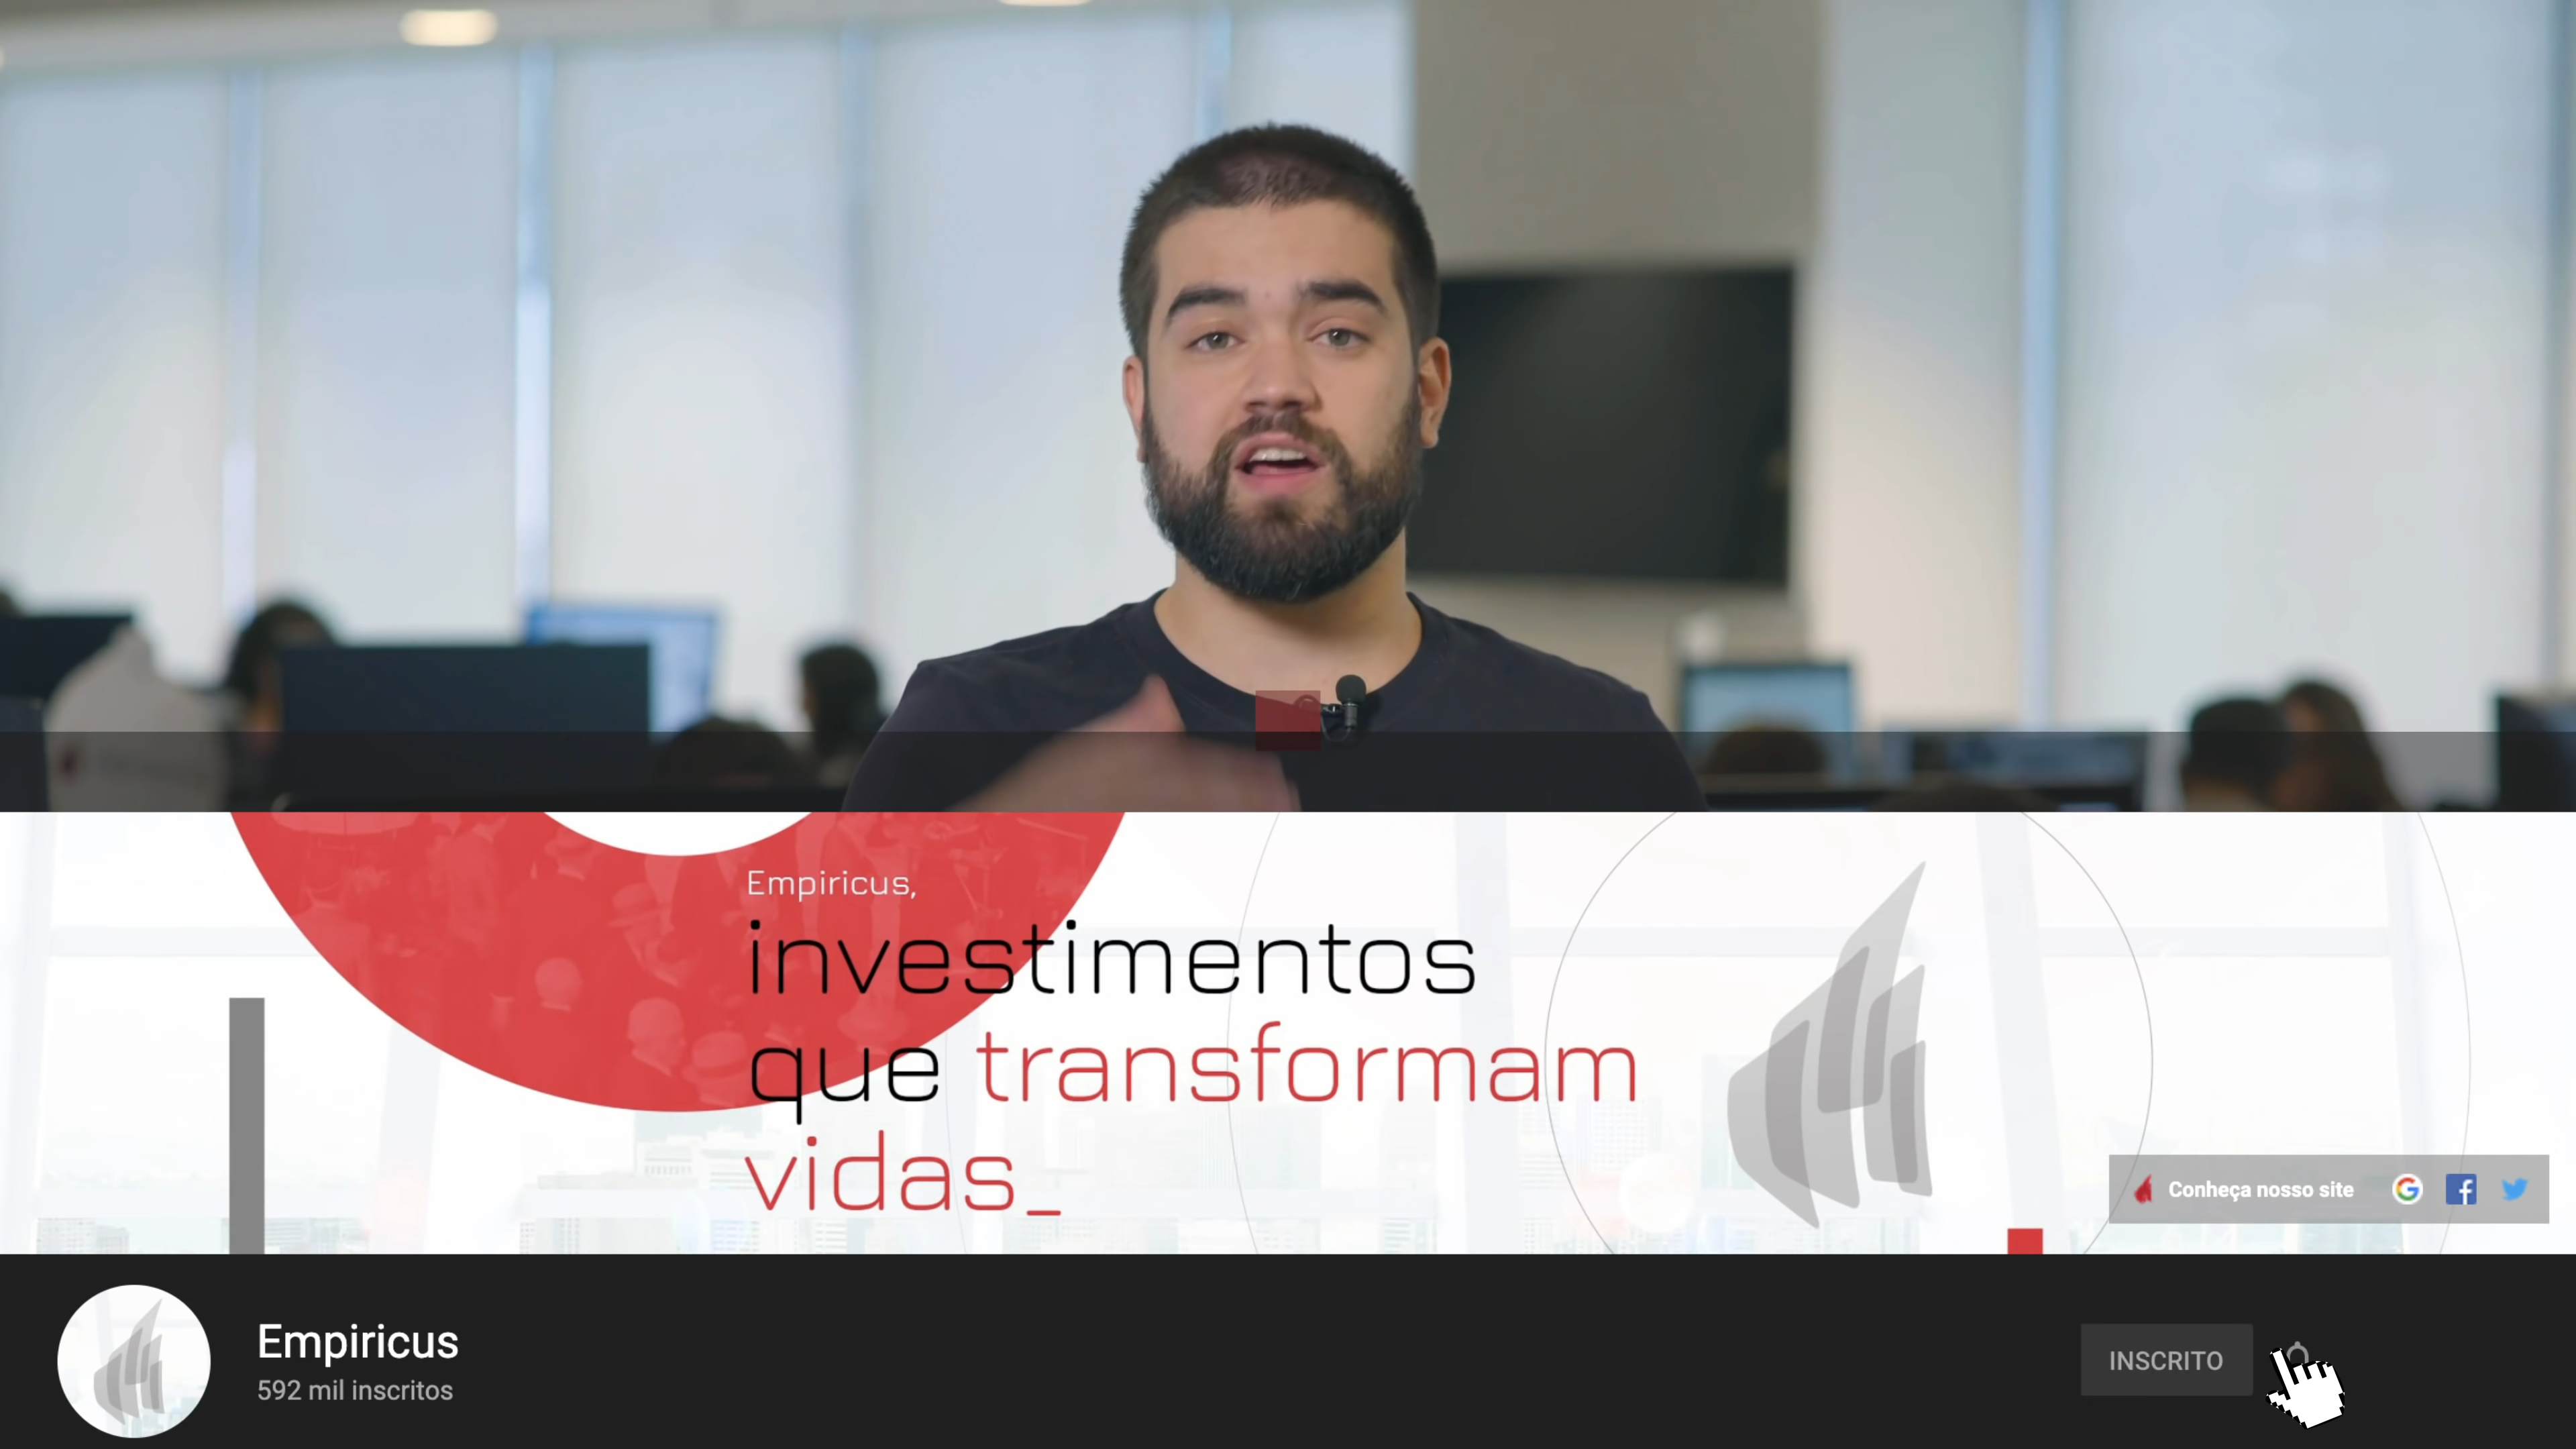 Empiricus,
investimentos
que transformam
vidas_
Conheça nosso site
Empiricus
592 mil inscritos
INSCRITO